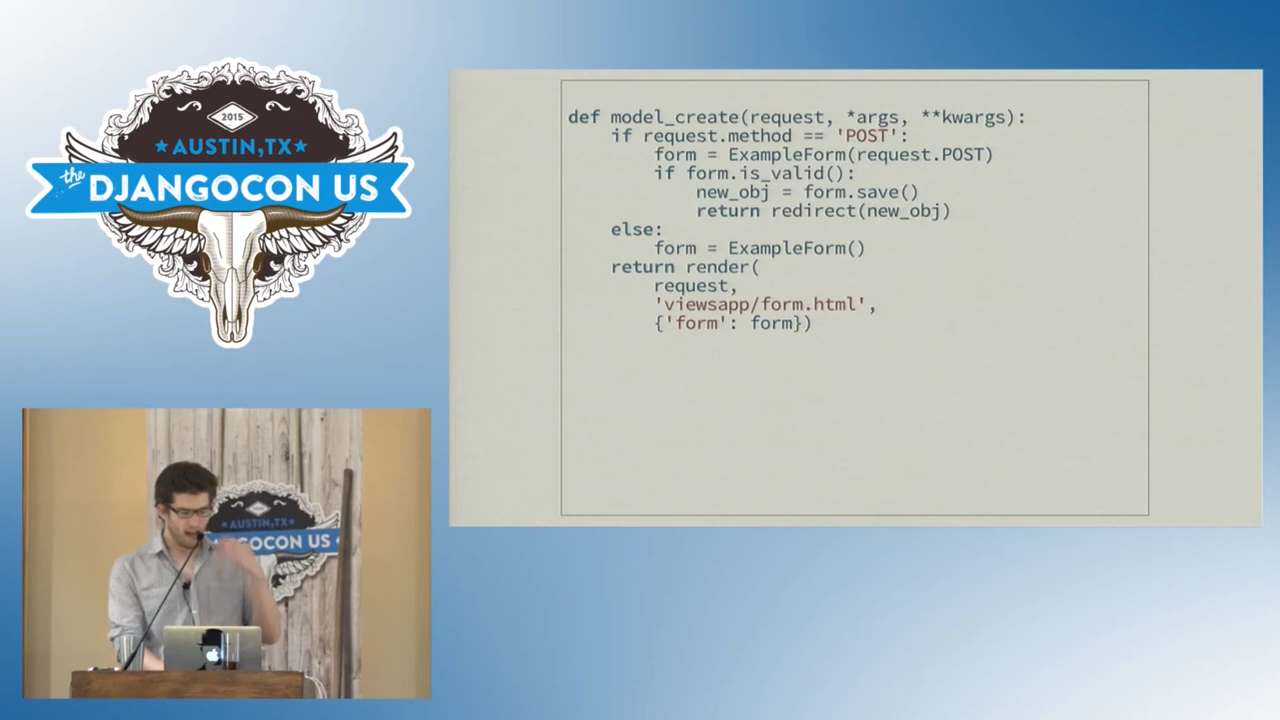 2015
AUSTIN,TX
the
DJANGOCON US
def model_create(request, *args, **kwargs):
    if request.method == 'POST':
        form = ExampleForm(request.POST)
        if form.is_valid():
            new_obj = form.save()
            return redirect(new_obj)
    else:
        form = ExampleForm()
    return render(
        request,
        'viewsapp/form.html',
        {'form': form})
AUSTIN,TX
OCON US